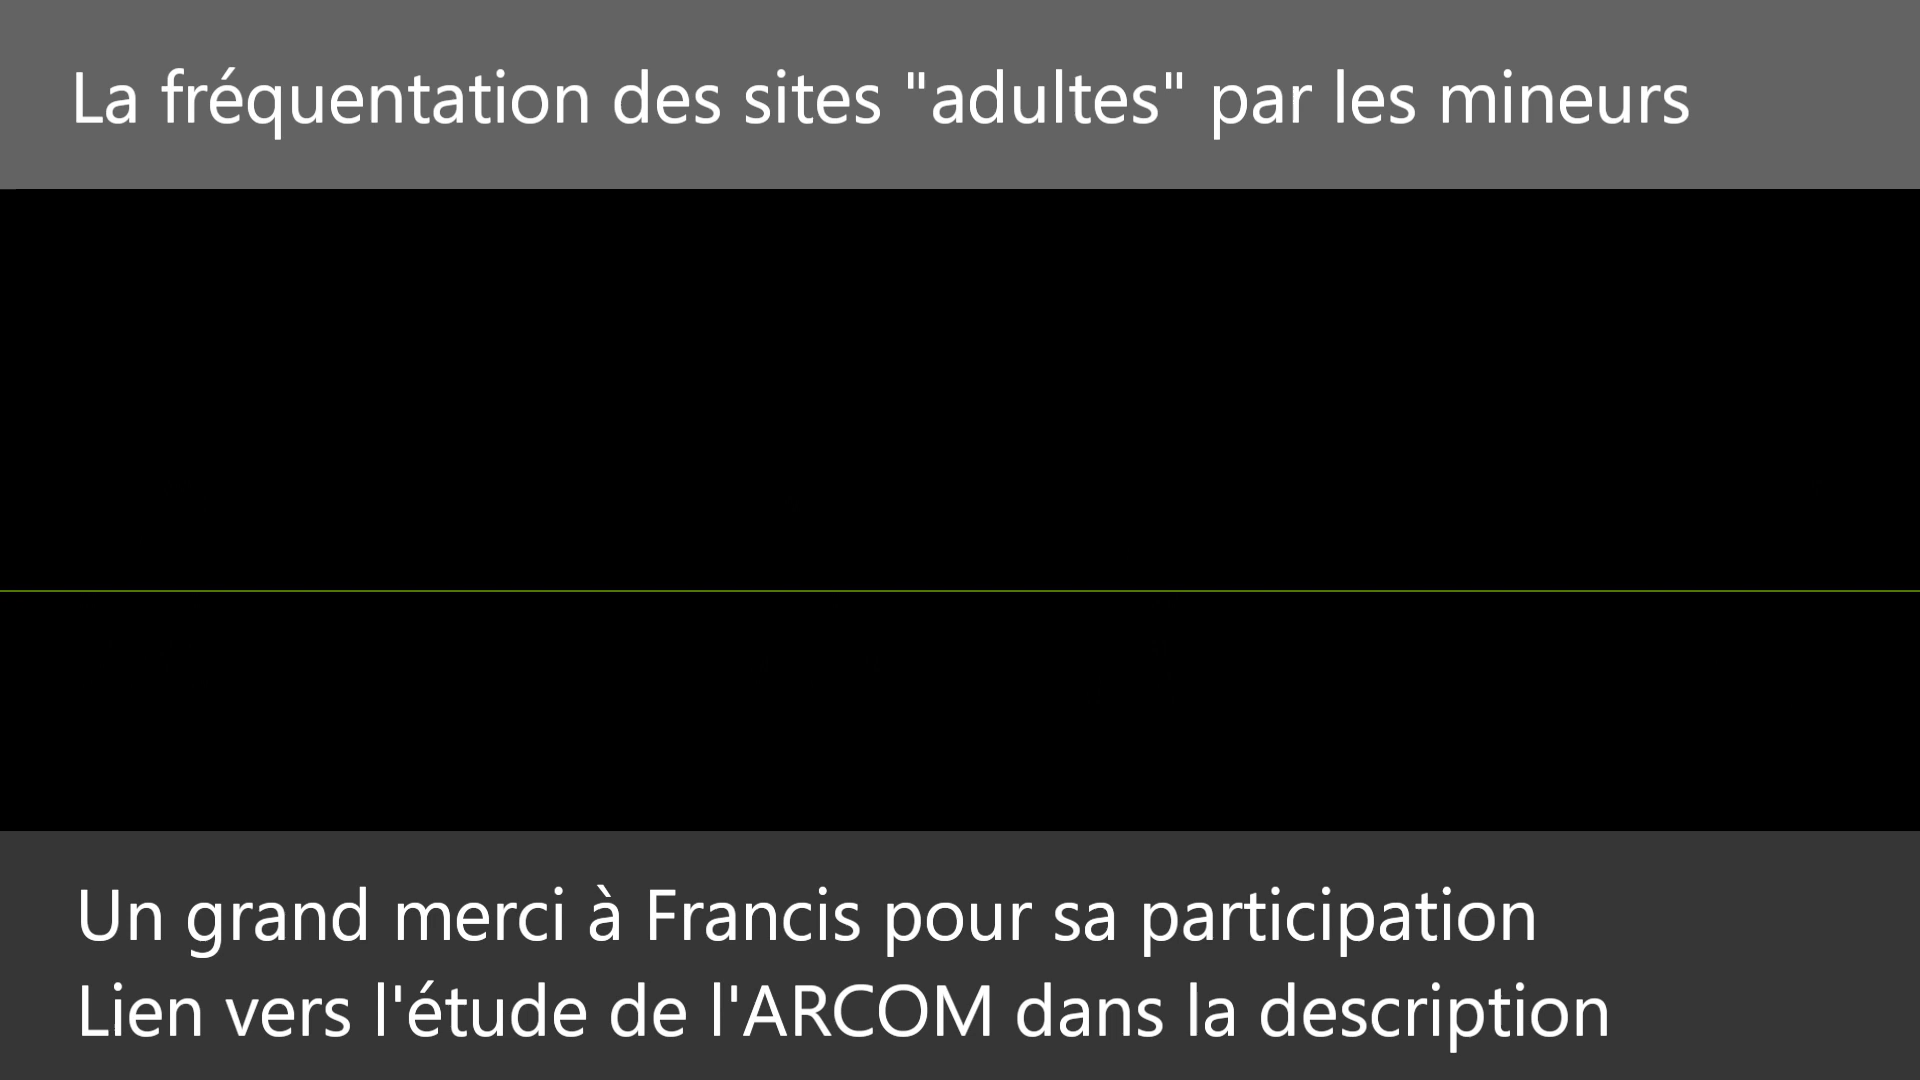 La fréquentation des sites "adultes" par les mineurs
Un grand merci à Francis pour sa participation
Lien vers l'étude de l'ARCOM dans la description